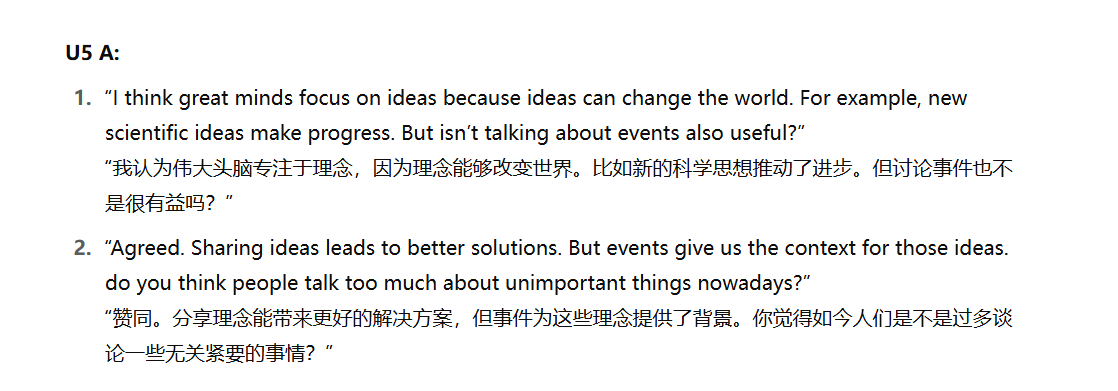 U5 A:
1. “I think great minds focus on ideas because ideas can change the world. For example, new
scientific ideas make progress. But isn’t talking about events also useful?”
“我认为伟大头脑专注于理念，因为理念能够改变世界。比如新的科学思想推动了进步。但讨论事件也不
是很有益吗？”
2. “Agreed. Sharing ideas leads to better solutions. But events give us the context for those ideas.
do you think people talk too much about unimportant things nowadays?”
“赞同。分享理念能带来更好的解决方案，但事件为这些理念提供了背景。你觉得如今人们是不是过多谈
论一些无关紧要的事情？”